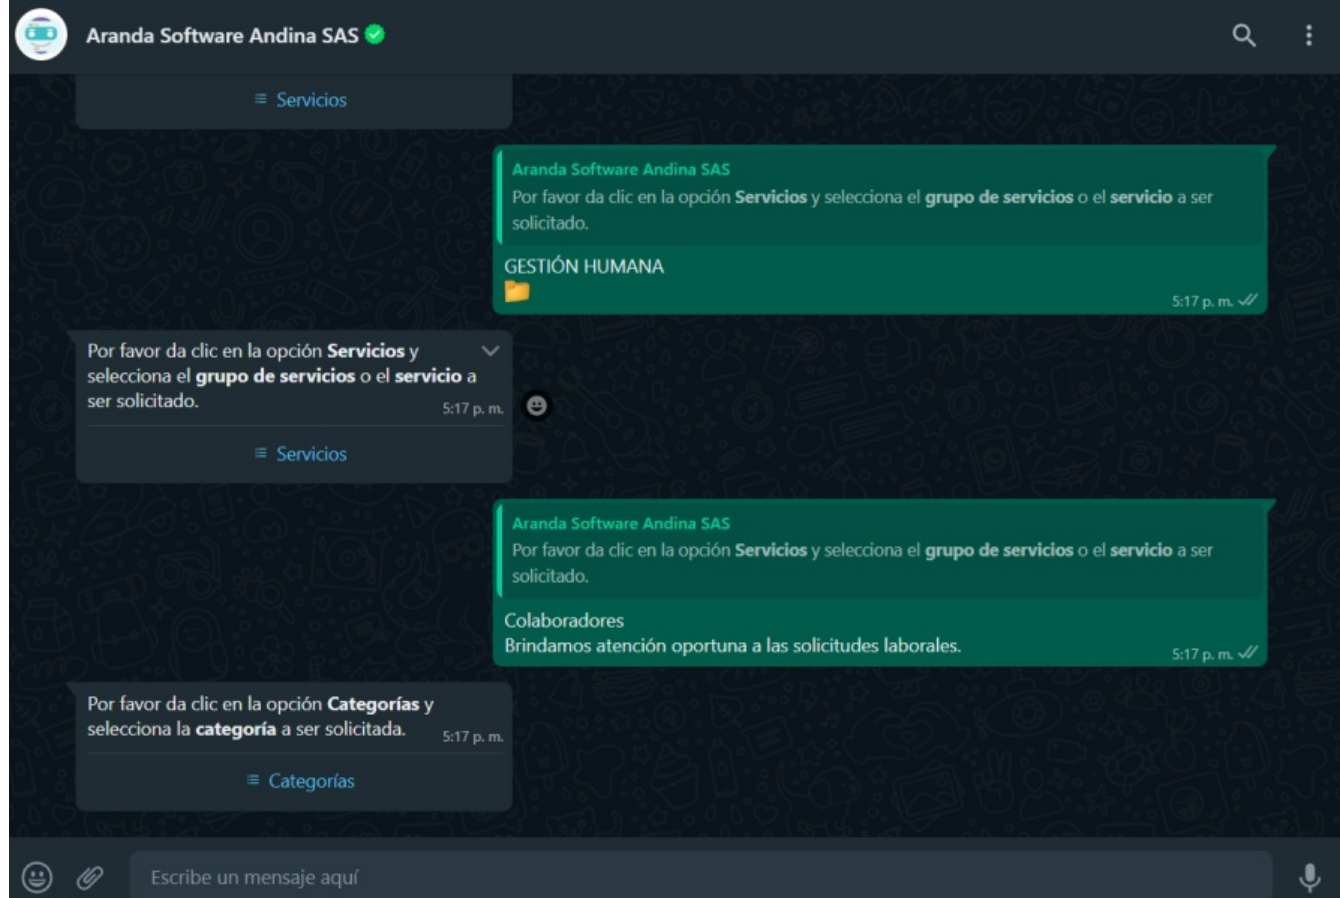 Aranda Software Andina SAS
Servicios
Aranda Software Andina SAS
Por favor da clic en la opción Servicios y selecciona el grupo de servicios o el servicio a ser
solicitado.
GESTIÓN HUMANA
5:17 p. m.
Por favor da clic en la opción Servicios y
selecciona el grupo de servicios o el servicio a
ser solicitado.
5:17 p. m.
Servicios
Aranda Software Andina SAS
Por favor da clic en la opción Servicios y selecciona el grupo de servicios o el servicio a ser
solicitado.
Colaboradores
Brindamos atención oportuna a las solicitudes laborales.
5:17 p. m.
Por favor da clic en la opción Categorías y
selecciona la categoría a ser solicitada.
5:17 p. m.
Categorías
Escribe un mensaje aquí